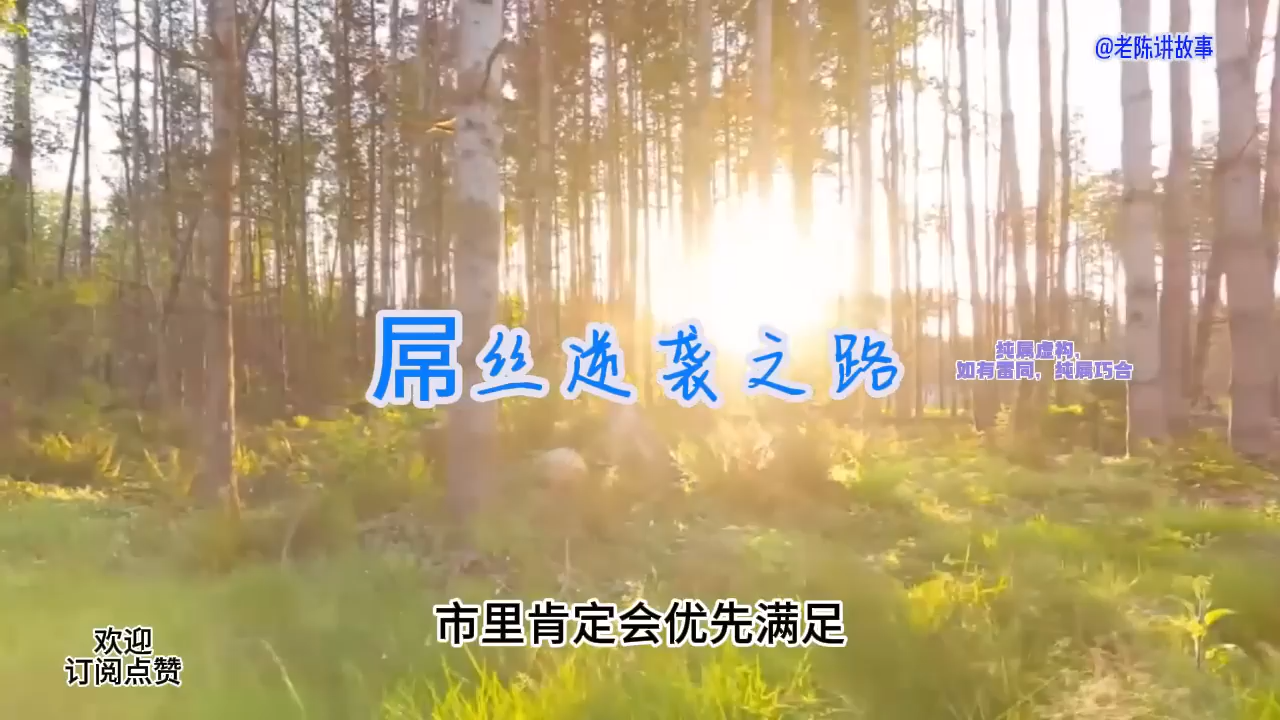 @老陈讲故事
屌丝逆袭之路
纯属虚构，
如有雷同，纯属巧合
市里肯定会优先满足
欢迎
订阅点赞